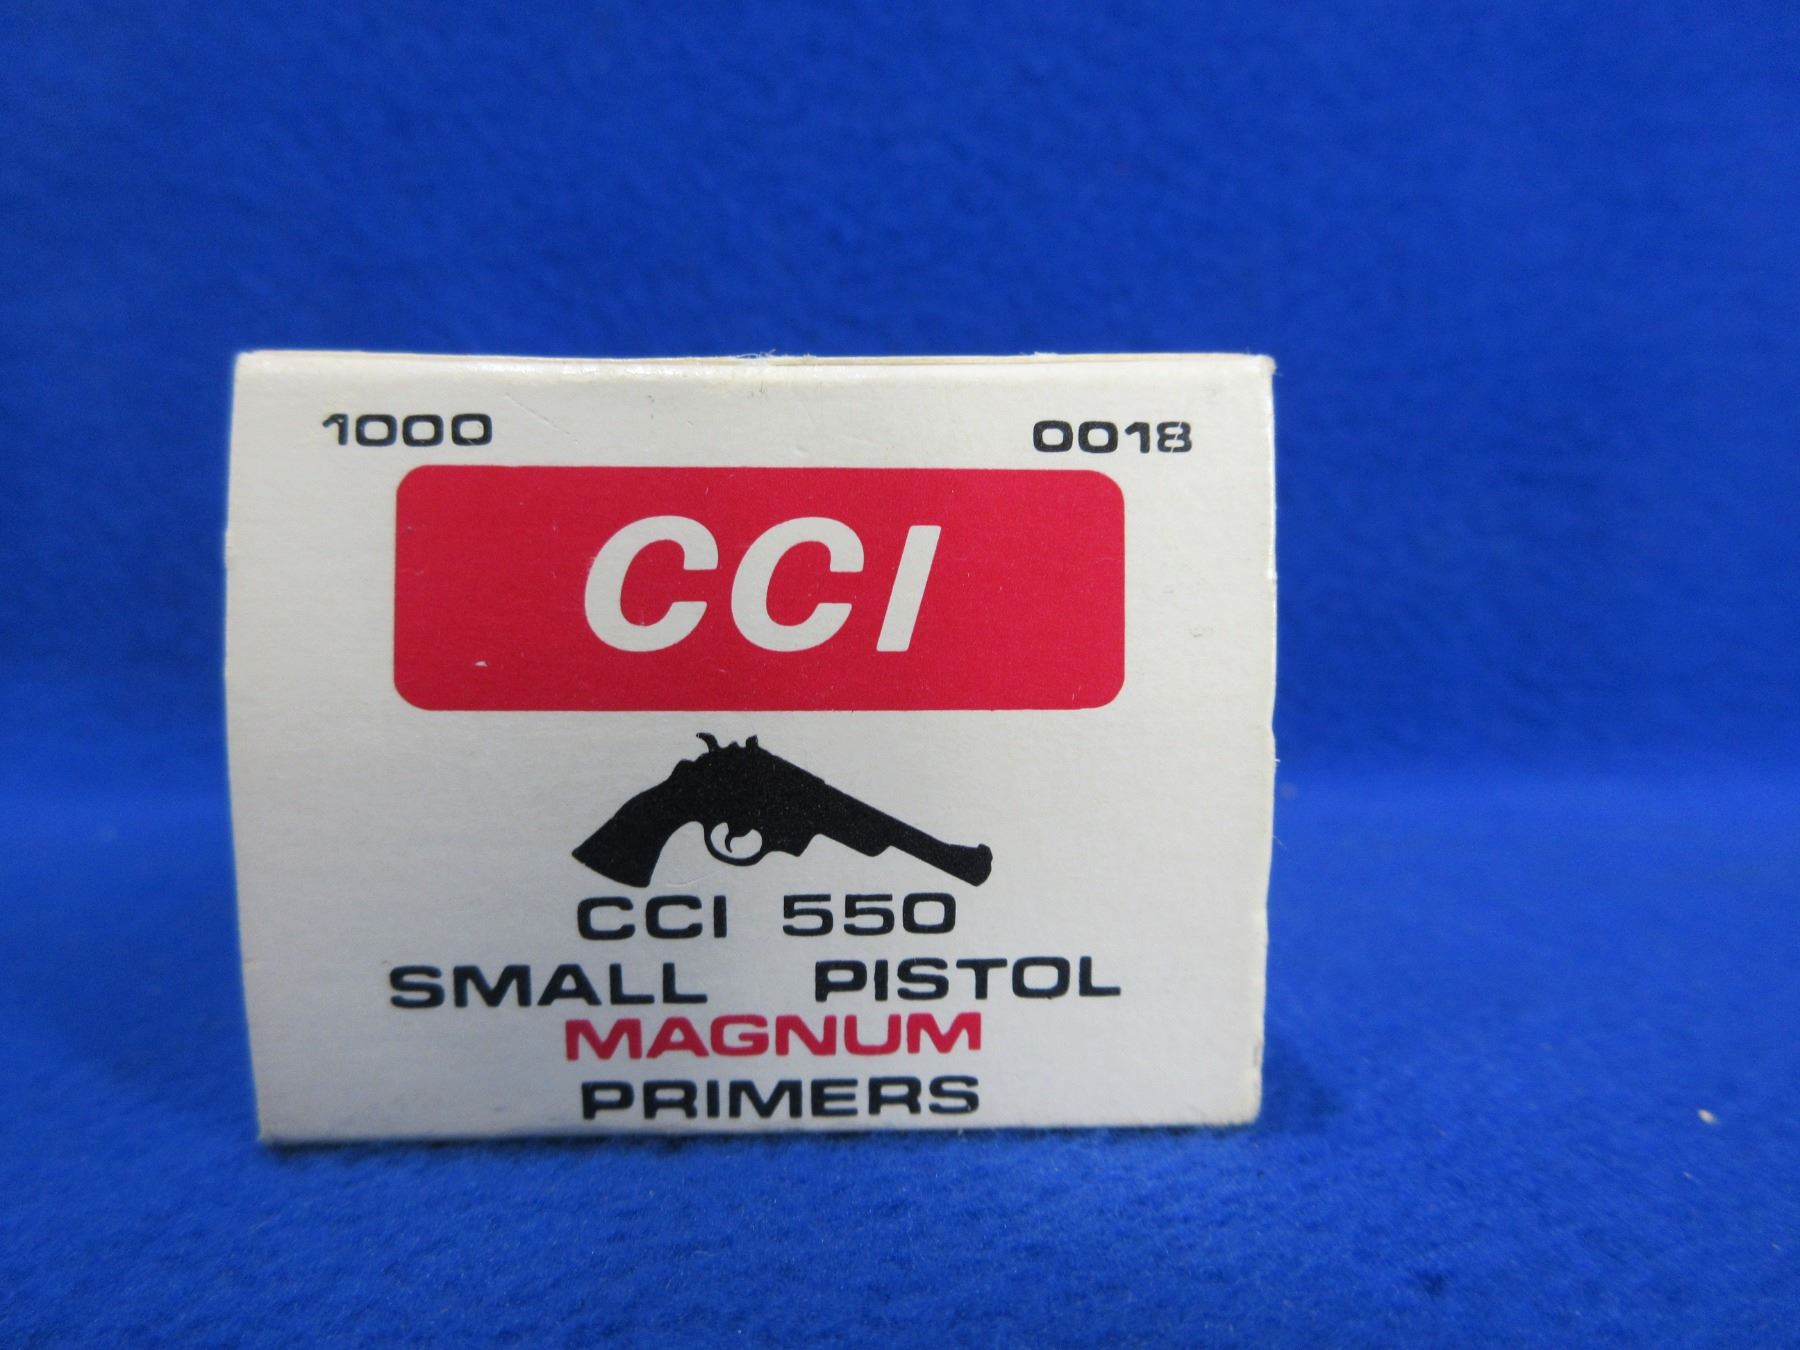 1000 0018
CCI
CCI 550
SMALL PISTOL
MAGNUM
PRIMERS